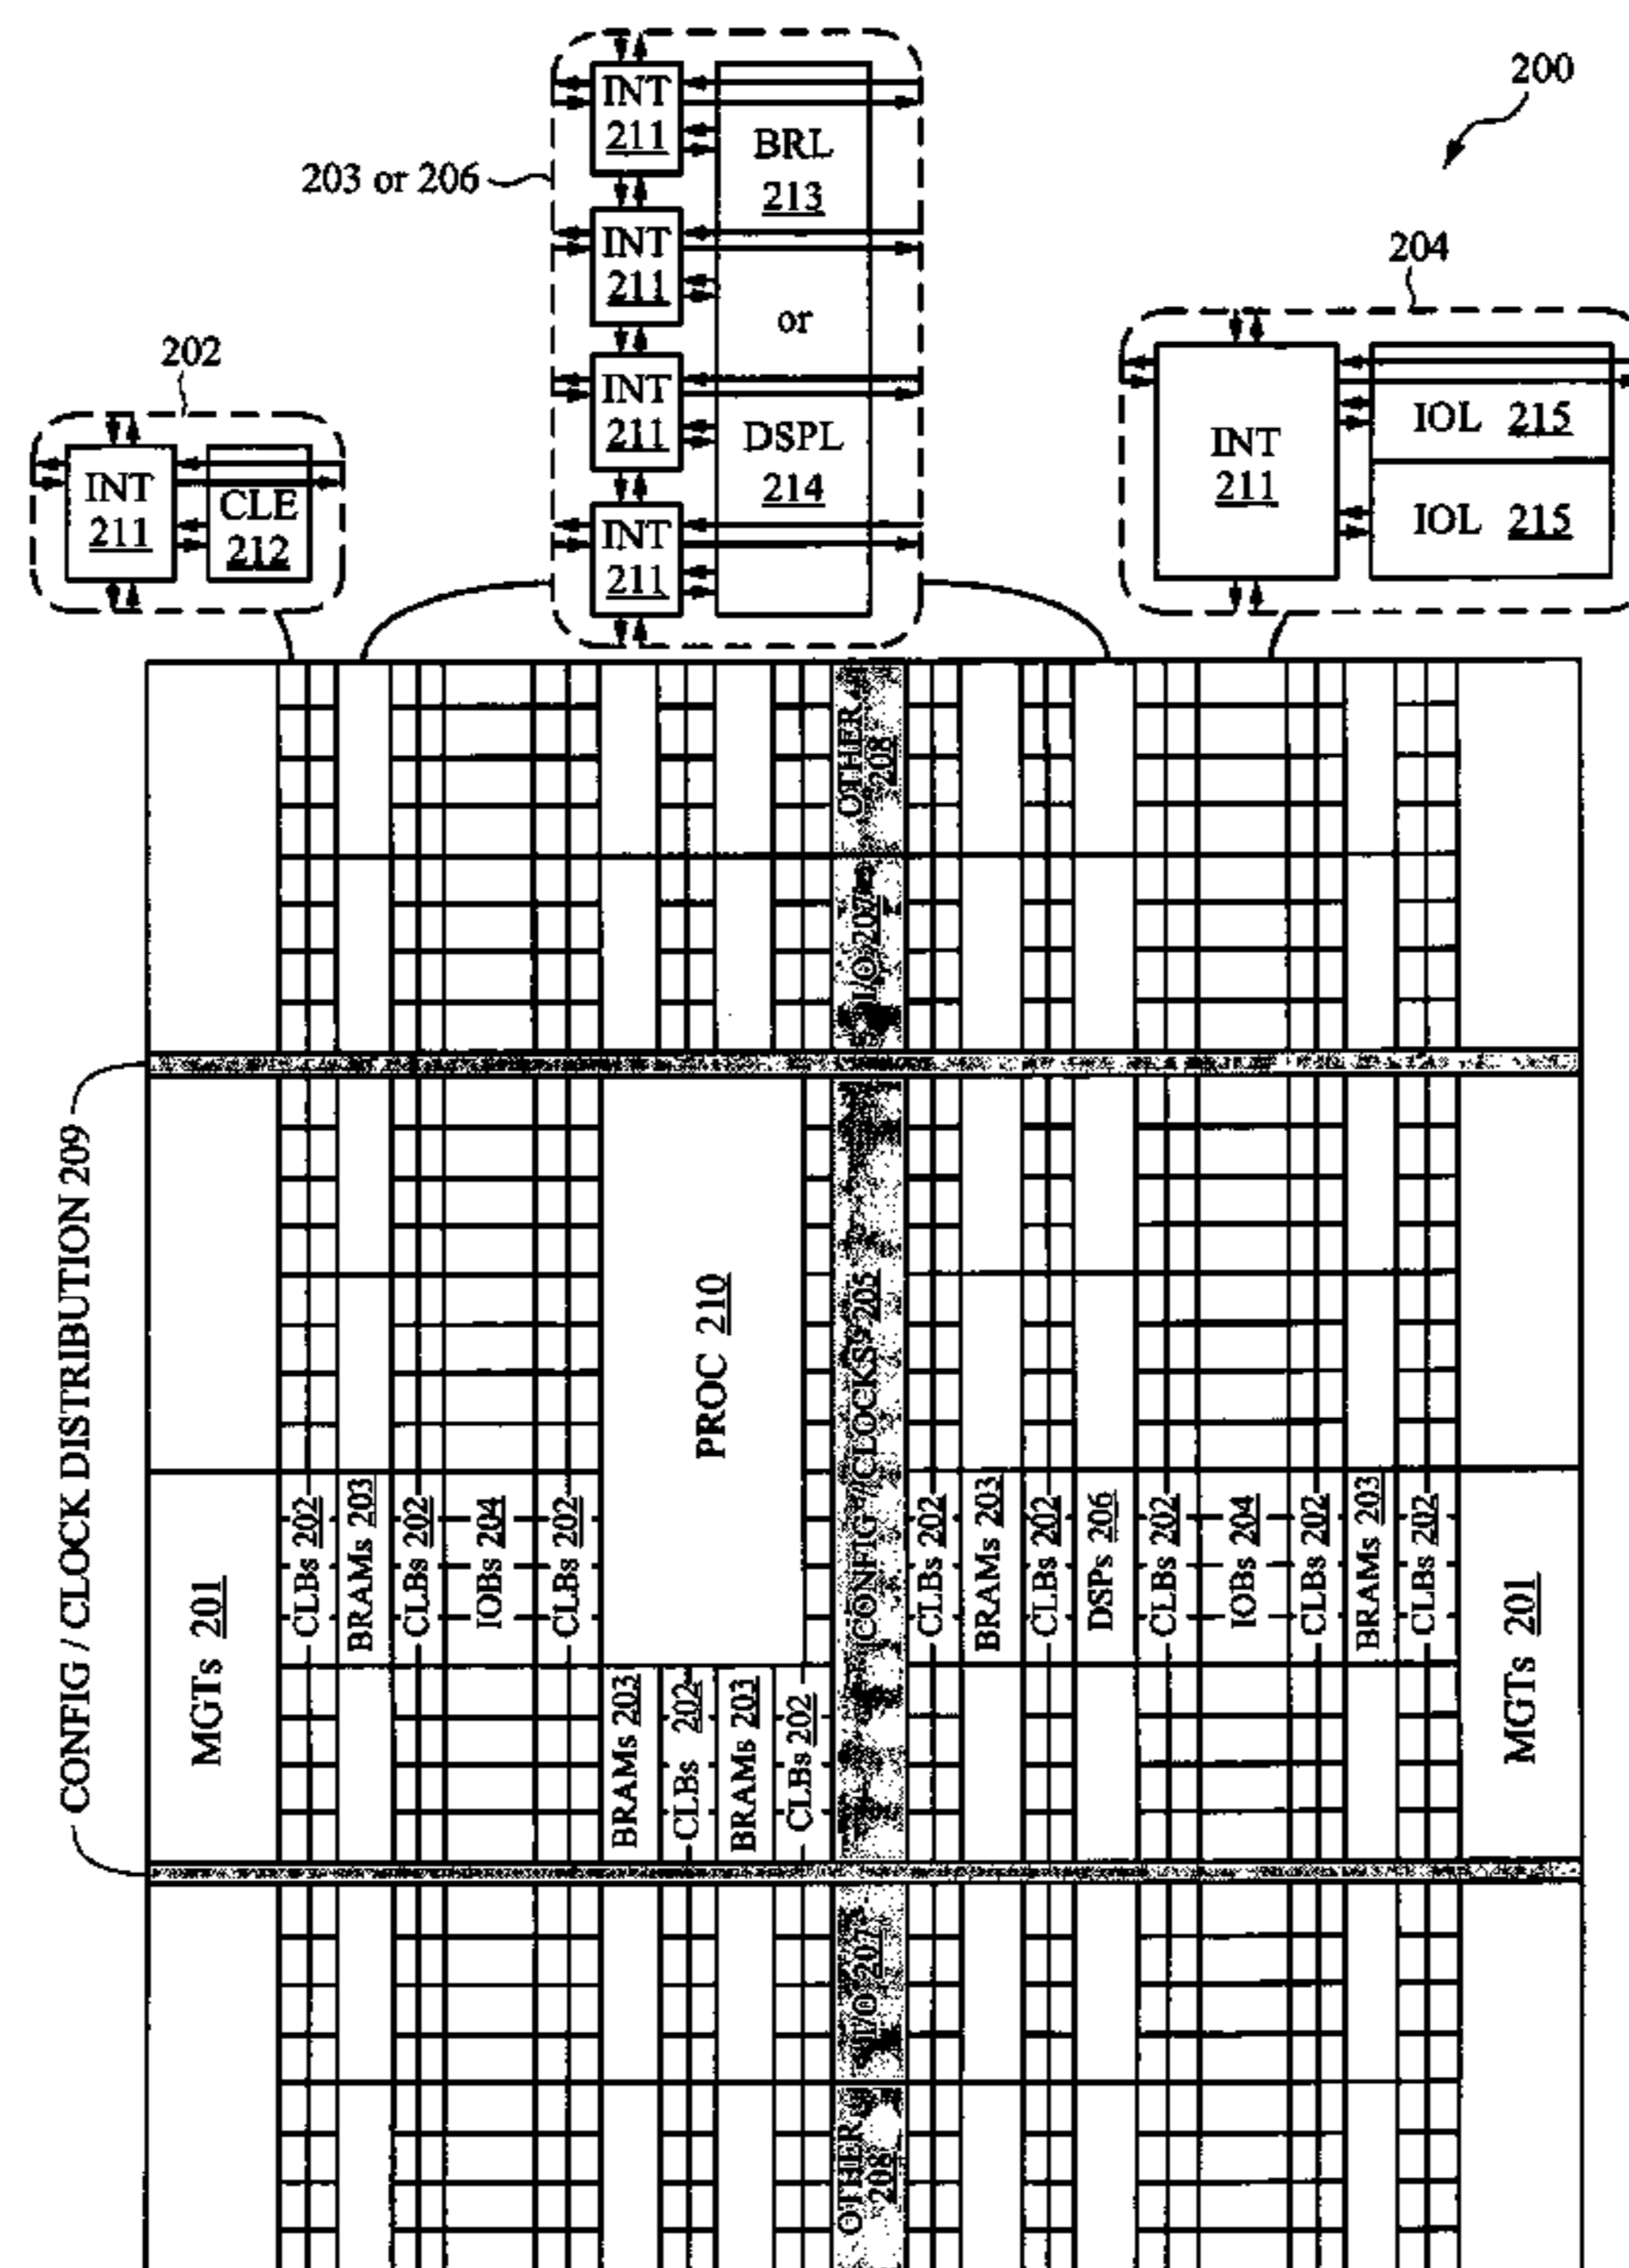 200
203 or 206
INT
211
BRL
213
INT
211
or
INT
211
DSPL
214
INT
211
204
INT
211
IOL 215
IOL 215
202
INT
211
CLE
212
OTHER
208
I/O 207
CONFIG / CLOCK DISTRIBUTION 209
PROC 210
CONFIG / CLOCKS 205
MGTs 201
CLBs 202
BRAMs 203
CLBs 202
IOBs 204
CLBs 202
BRAMs 203
CLBs 202
BRAMs 203
CLBs 202
CLBs 202
BRAMs 203
CLBs 202
DSPs 206
CLBs 202
IOBs 204
CLBs 202
BRAMs 203
CLBs 202
MGTs 201
I/O 207
OTHER
208